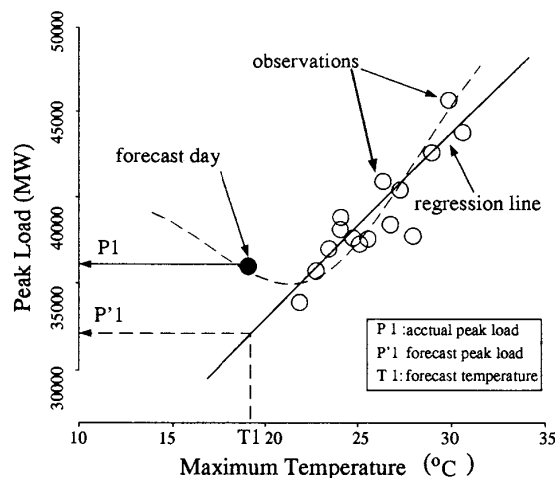 50000
45000
40000
35000
30000
Peak Load (MW)
observations
forecast day
regression line
P1
P'1
P 1 :acctual peak load
P'1 forecast peak load
T 1: forecast temperature
10
15
T1
20
25
30
35
Maximum Temperature (°C)